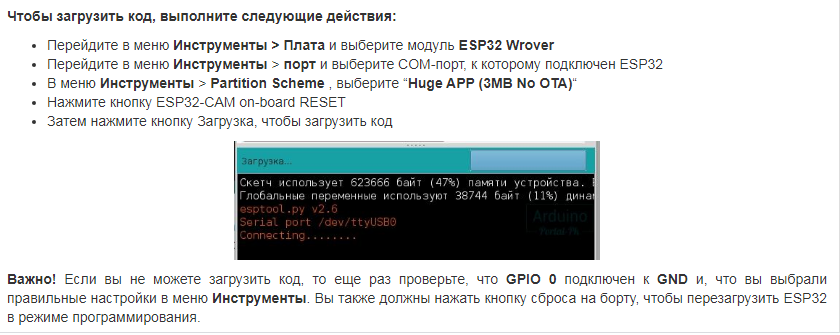 Чтобы загрузить код, выполните следующие действия:
Перейдите в меню Инструменты > Плата и выберите модуль ESP32 Wrover
Перейдите в меню Инструменты > порт и выберите COM-порт, к которому подключен ESP32
В меню Инструменты > Partition Scheme , выберите “Huge APP (3MB No OTA)“
Нажмите кнопку ESP32-CAM on-board RESET
Затем нажмите кнопку Загрузка, чтобы загрузить код
Загрузка...
Скетч использует 623666 байт (47%) памяти устройства.
Глобальные переменные используют 38744 байт (11%) динам
esptool.py v2.6
Serial port /dev/ttyUSB0
Connecting........
Arduino
Важно! Если вы не можете загрузить код, то еще раз проверьте, что GPIO 0 подключен к GND и, что вы выбрали
правильные настройки в меню Инструменты. Вы также должны нажать кнопку сброса на борту, чтобы перезагрузить ESP32
в режиме программирования.